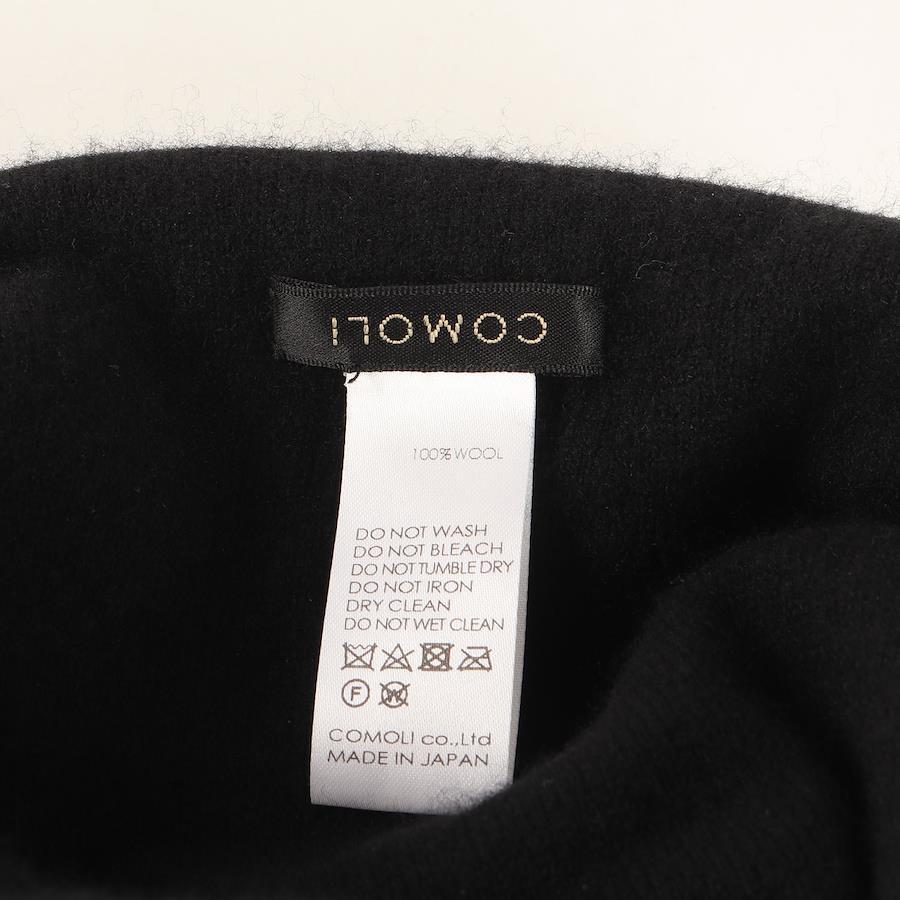 COMOLI
100% WOOL
DO NOT WASH
DO NOT BLEACH
DO NOT TUMBLE DRY
DO NOT IRON
DRY CLEAN
DO NOT WET CLEAN
F W
COMOLI co.,Ltd
MADE IN JAPAN